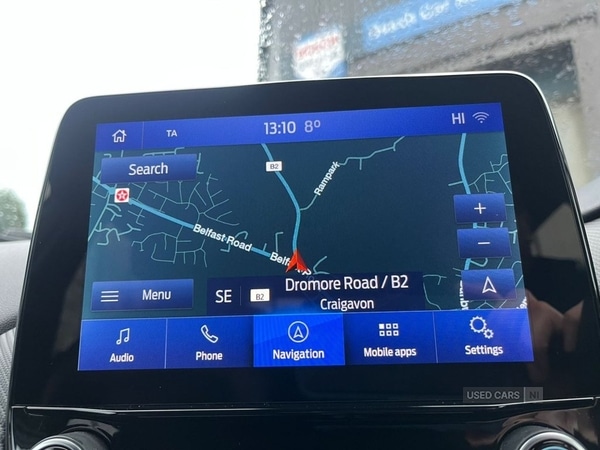 TA 13:10 8° HI
Search
B2
Rampark
Belfast Road
SE B2 Dromore Road / B2
Craigavon
Menu
+
−
Audio Phone Navigation Mobile apps Settings
USED CARS NI